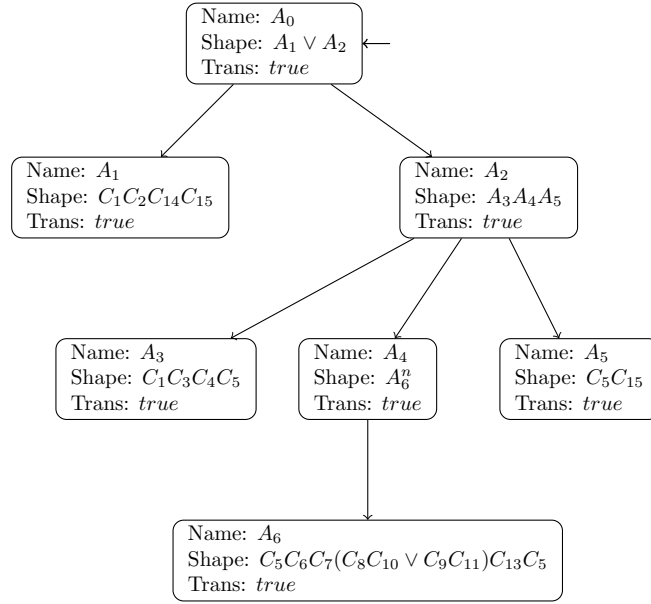 Name: A₀
Shape: A₁ ∨ A₂
Trans: true
Name: A₁
Shape: C₁C₂C₁₄C₁₅
Trans: true
Name: A₂
Shape: A₃A₄A₅
Trans: true
Name: A₃
Shape: C₁C₃C₄C₅
Trans: true
Name: A₄
Shape: A₆ⁿ
Trans: true
Name: A₅
Shape: C₅C₁₅
Trans: true
Name: A₆
Shape: C₅C₆C₇(C₈C₁₀ ∨ C₉C₁₁)C₁₃C₅
Trans: true